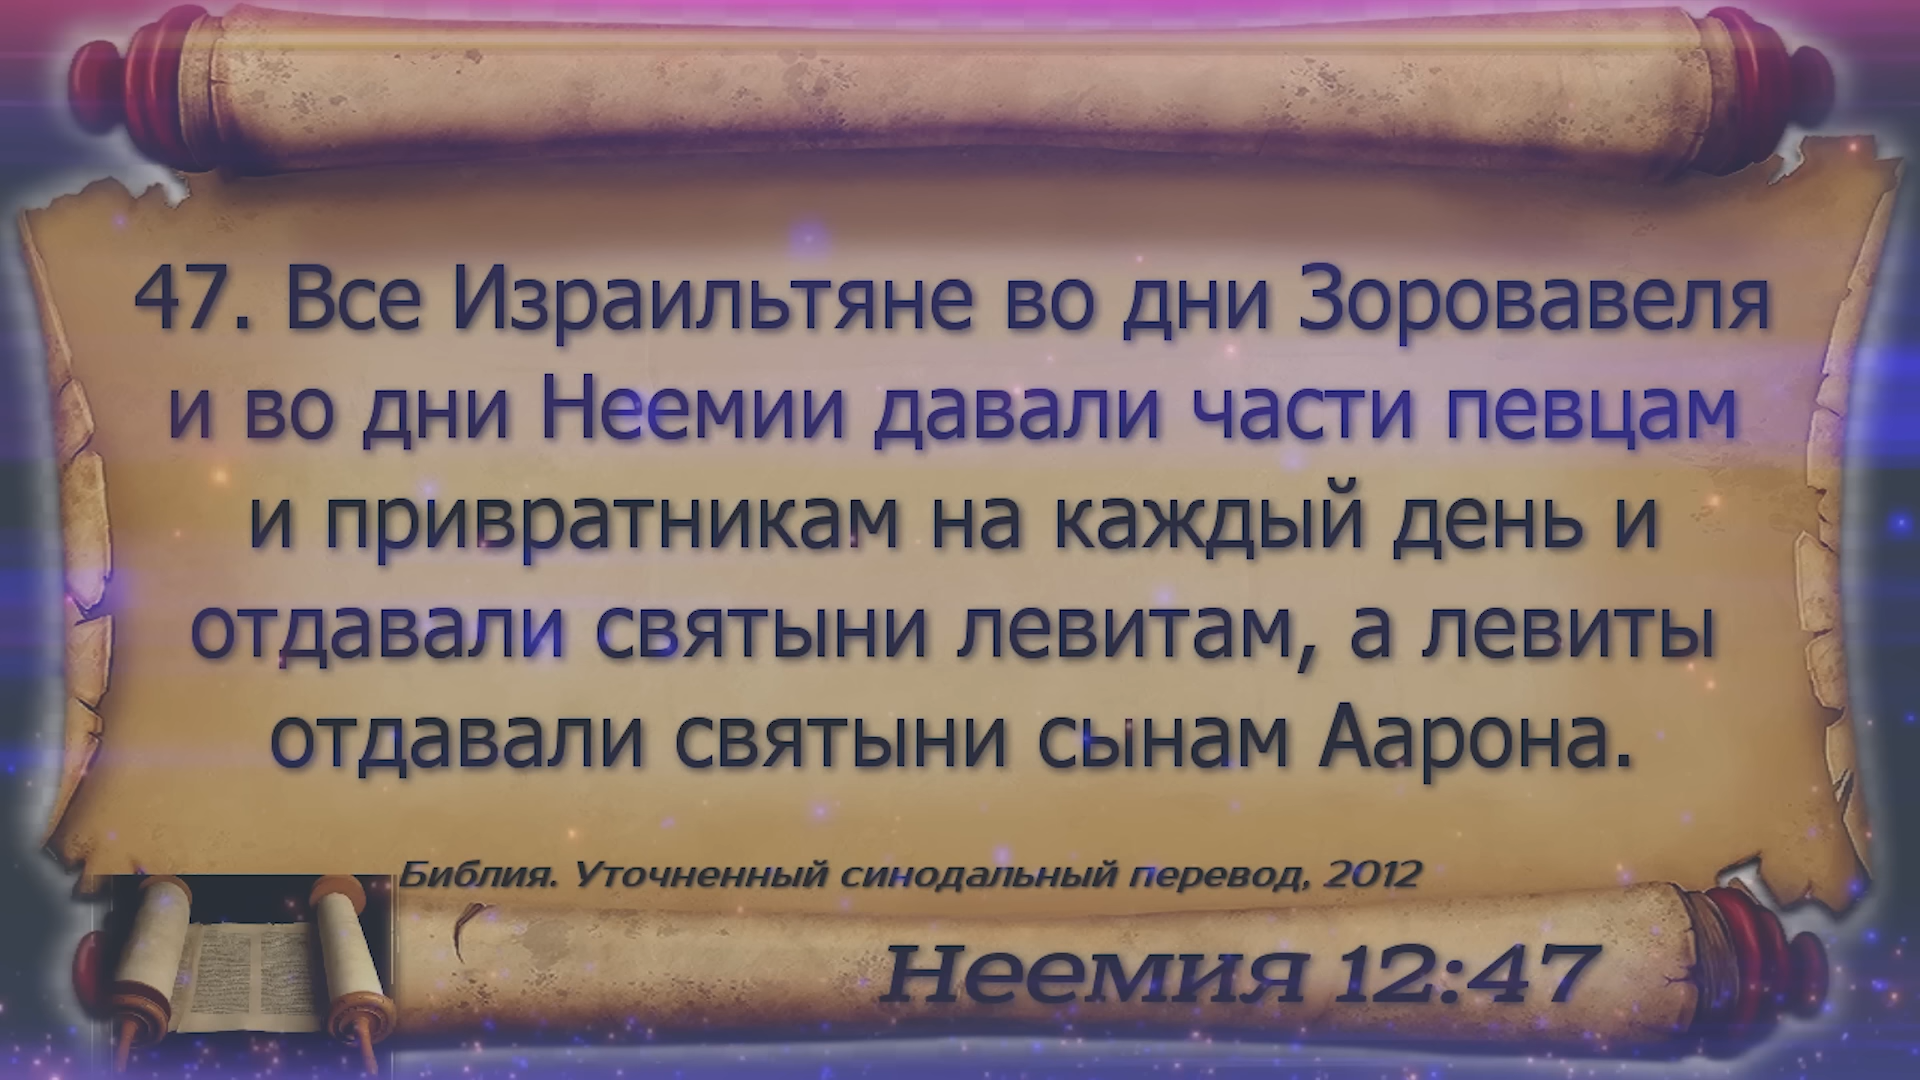 47. Все Израильтяне во дни Зоровавеля
и во дни Неемии давали части певцам
и привратникам на каждый день и
отдавали святыни левитам, а левиты
отдавали святыни сынам Аарона.
Библия. Уточненный синодальный перевод, 2012
Неемия 12:47